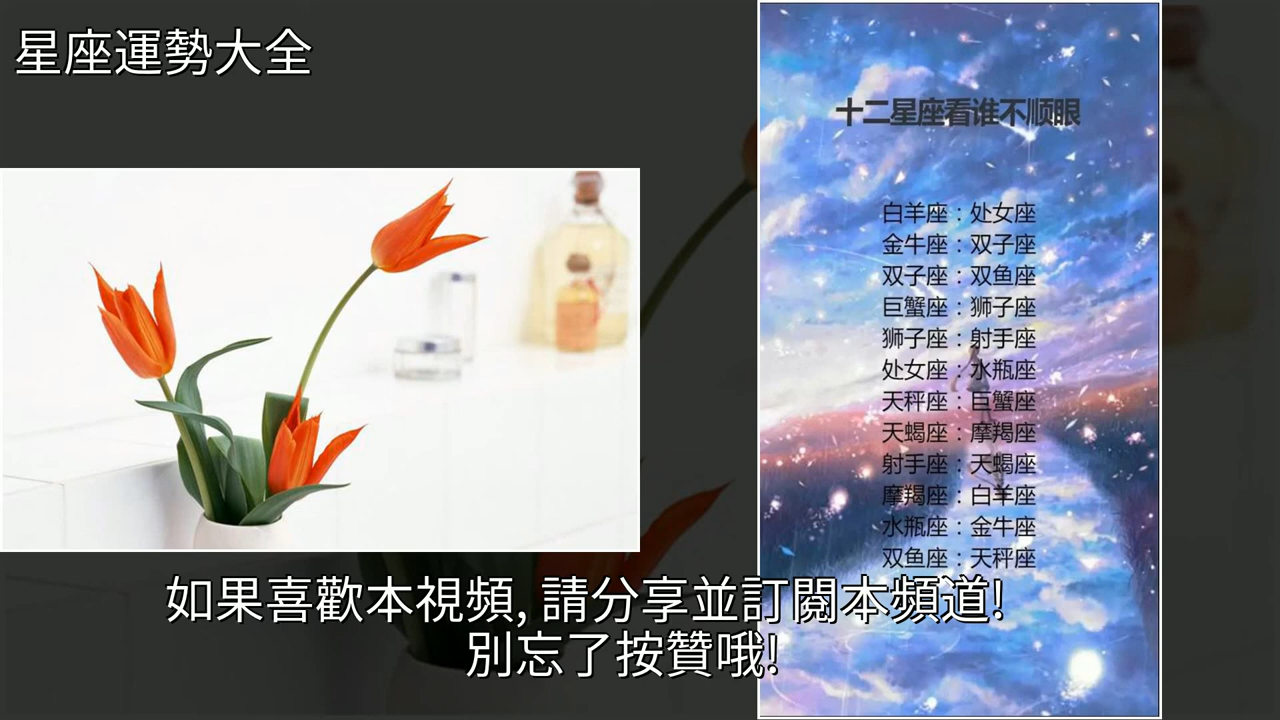 星座運勢大全
十二星座看谁不顺眼
白羊座：处女座
金牛座：双子座
双子座：双鱼座
巨蟹座：狮子座
狮子座：射手座
处女座：水瓶座
天秤座：巨蟹座
天蝎座：摩羯座
射手座：天蝎座
摩羯座：白羊座
水瓶座：金牛座
双鱼座：天秤座
如果喜歡本視頻, 請分享並訂閱本頻道!
別忘了按贊哦!